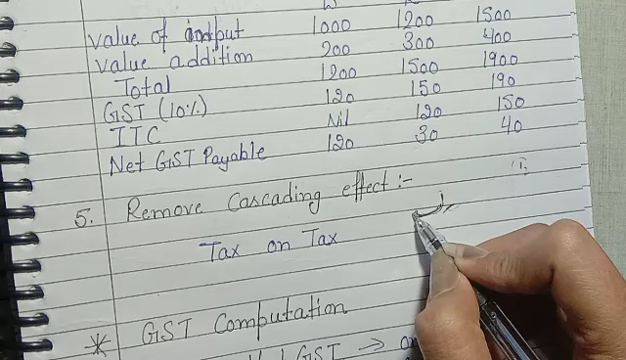 Value of input 1000 1200 1500
Value addition 200 300 400
Total 1200 1500 1900
GST (10%) 120 150 190
ITC Nil 120 150
Net GST Payable 120 30 40
5. Remove Cascading effect :-
Tax on Tax
* GST Computation
GST →